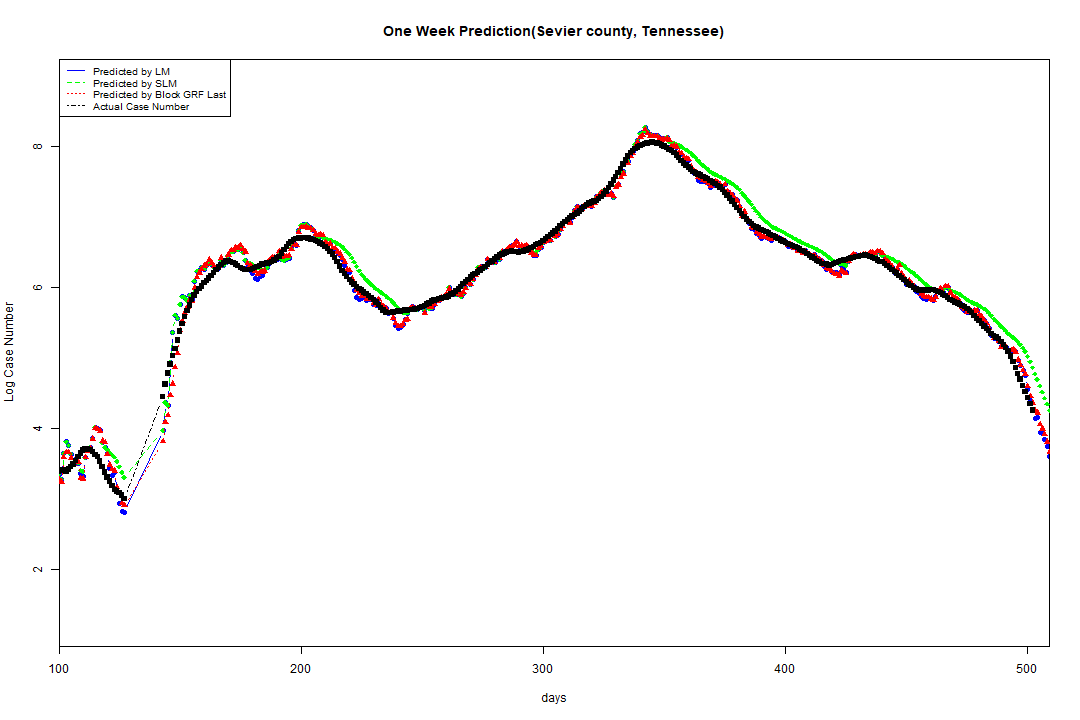 One Week Prediction(Sevier county, Tennessee)
Predicted by LM
Predicted by SLM
Predicted by Block GRF Last
Actual Case Number
8
6
4
2
Log Case Number
100 200 300 400 500
days